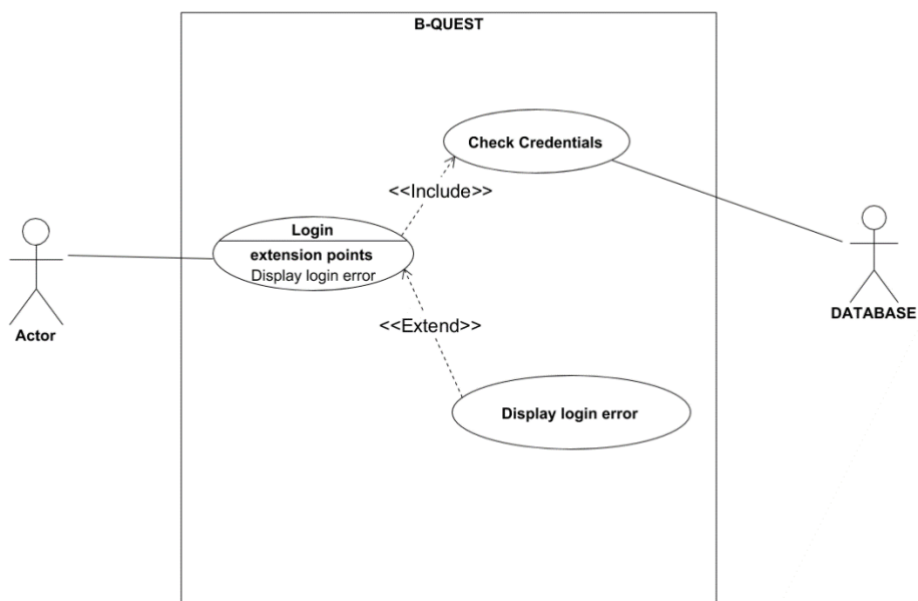 B-QUEST
Check Credentials
<<Include>>
Login
extension points
Display login error
Actor
DATABASE
<<Extend>>
Display login error